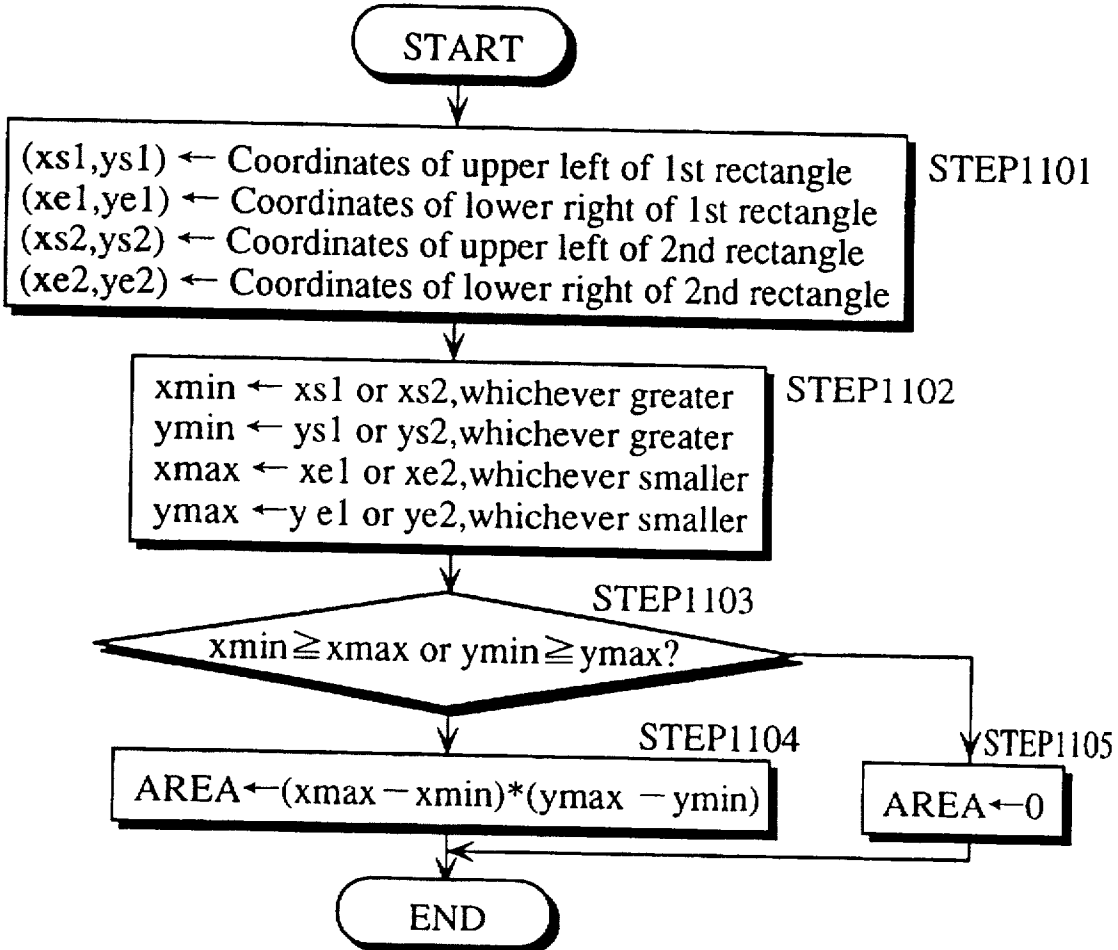 START
(xs1,ys1) ← Coordinates of upper left of 1st rectangle
(xe1,ye1) ← Coordinates of lower right of 1st rectangle
(xs2,ys2) ← Coordinates of upper left of 2nd rectangle
(xe2,ye2) ← Coordinates of lower right of 2nd rectangle
STEP1101
xmin ← xs1 or xs2,whichever greater
ymin ← ys1 or ys2,whichever greater
xmax ← xe1 or xe2,whichever smaller
ymax ←y e1 or ye2,whichever smaller
STEP1102
STEP1103
xmin≧xmax or ymin≧ymax?
STEP1104
AREA←(xmax−xmin)*(ymax −ymin)
STEP1105
AREA←0
END